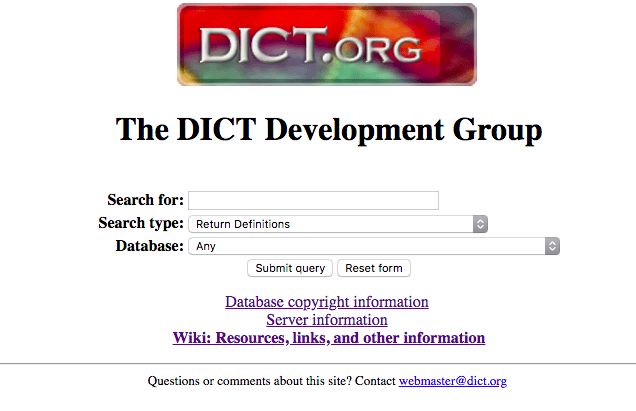 DICT.ORG
The DICT Development Group
Search for:
Search type: Return Definitions
Database: Any
Submit query Reset form
Database copyright information
Server information
Wiki: Resources, links, and other information
Questions or comments about this site? Contact webmaster@dict.org